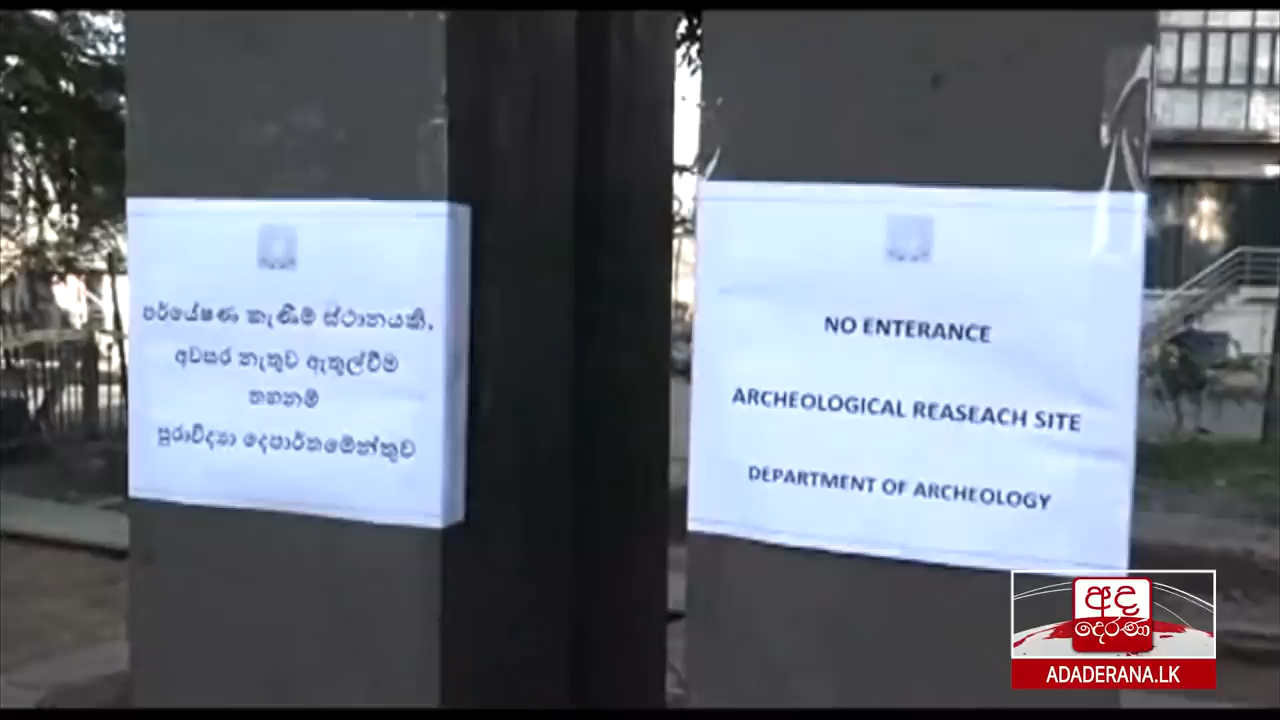 පර්යේෂණ කැණීම් ස්ථානයකි.
අවසර නැතුව ඇතුල්වීම
තහනම්
පුරාවිද්‍යා දෙපාර්තමේන්තුව
NO ENTERANCE
ARCHEOLOGICAL REASEACH SITE
DEPARTMENT OF ARCHEOLOGY
අද
දෙරණ
ADADERANA.LK